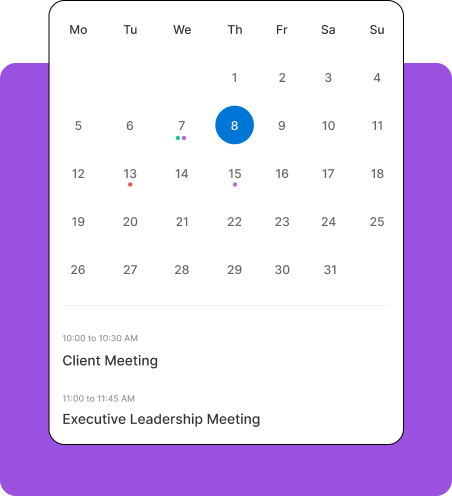 Mo Tu We Th Fr Sa Su
1 2 3 4
5 6 7 8 9 10 11
12 13 14 15 16 17 18
19 20 21 22 23 24 25
26 27 28 29 30 31
10:00 to 10:30 AM
Client Meeting
11:00 to 11:45 AM
Executive Leadership Meeting